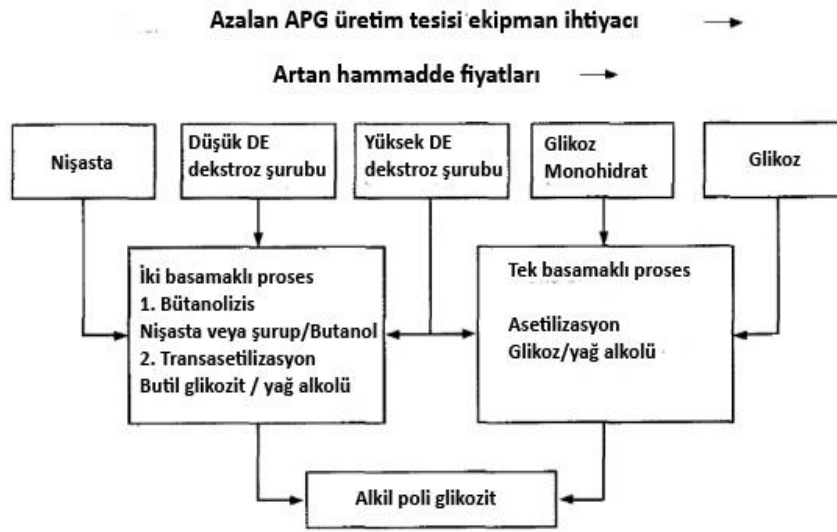 Azalan APG üretim tesisi ekipman ihtiyacı
Artan hammadde fiyatları
Nişasta
Düşük DE
dekstroz şurubu
Yüksek DE
dekstroz şurubu
Glikoz
Monohidrat
Glikoz
İki basamaklı proses
1. Bütanolizis
Nişasta veya şurup/Butanol
2. Transasetilizasyon
Butil glikozit / yağ alkolü
Tek basamaklı proses
Asetilizasyon
Glikoz/yağ alkolü
Alkil poli glikozit